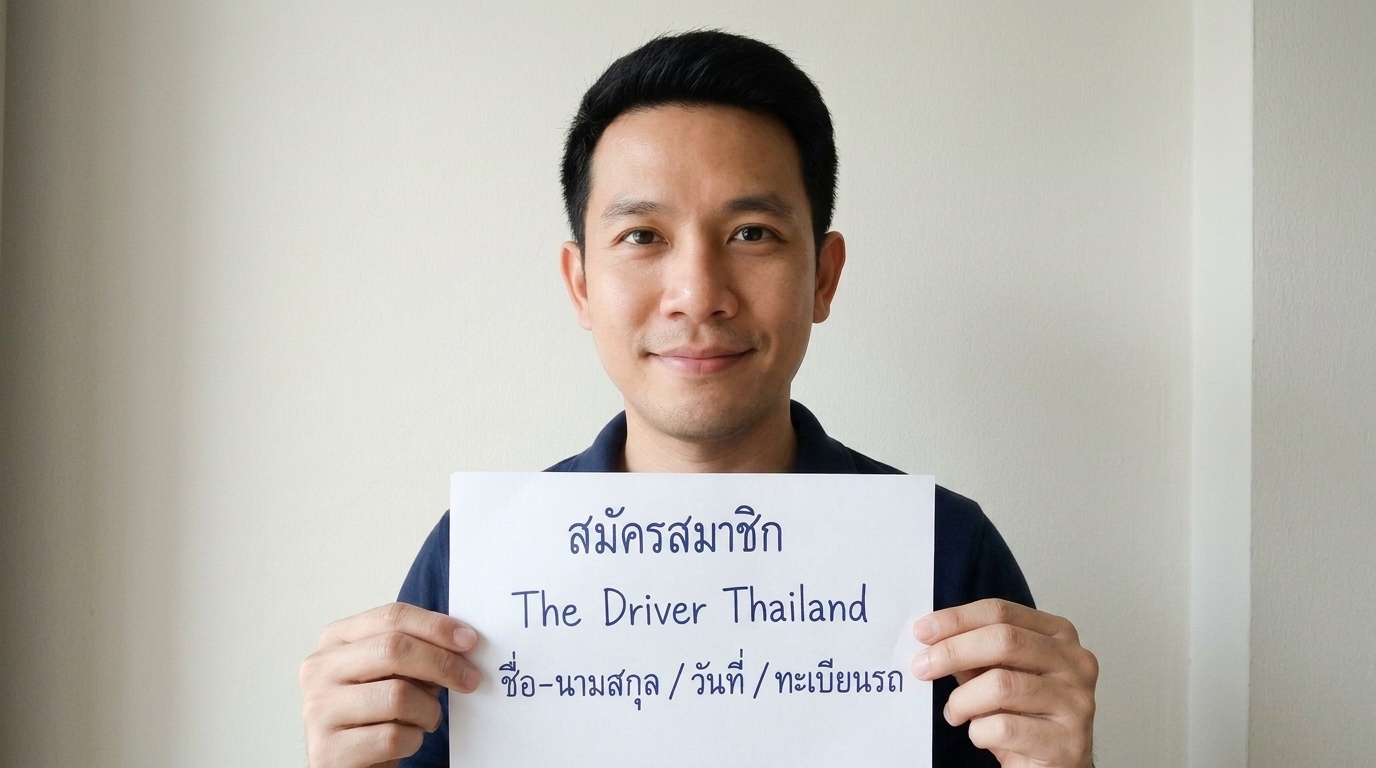 สมัครสมาชิก
The Driver Thailand
ชื่อ-นามสกุล / วันที่ / ทะเบียนรถ